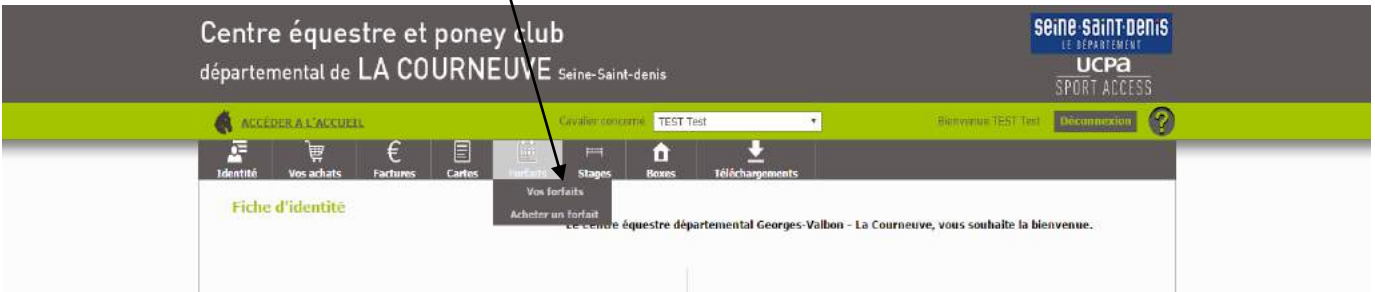 Centre équestre et poney club
départemental de LA COURNEUVE Seine-Saint-denis
seine-saint-denis
LE DÉPARTEMENT
ucpa
SPORT ACCESS
ACCÉDER A L'ACCUEIL
Cavalier concerné TEST Test
Bienvenue TEST Test
Déconnexion
?
Identité
Vos achats
Factures
Cartes
Forfaits
Stages
Boxes
Téléchargements
Vos forfaits
Acheter un forfait
Fiche d'identité
Le Centre équestre départemental Georges-Valbon - La Courneuve, vous souhaite la bienvenue.